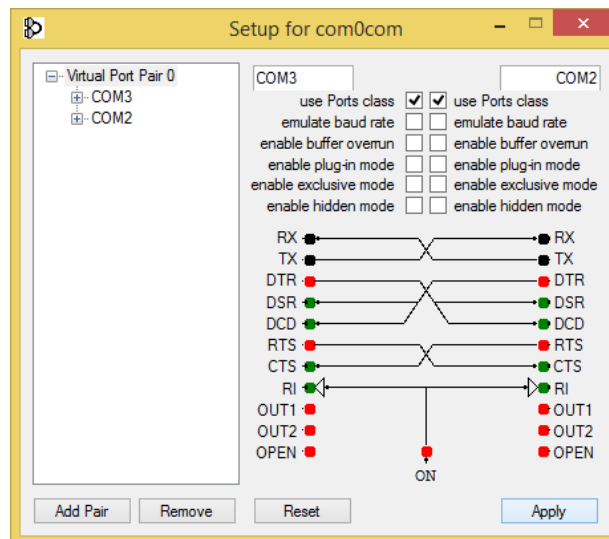 Setup for com0com
Virtual Port Pair 0
COM3
COM2
COM3 COM2
use Ports class use Ports class
emulate baud rate emulate baud rate
enable buffer overrun enable buffer overrun
enable plug-in mode enable plug-in mode
enable exclusive mode enable exclusive mode
enable hidden mode enable hidden mode
RX RX
TX TX
DTR DTR
DSR DSR
DCD DCD
RTS RTS
CTS CTS
RI RI
OUT1 OUT1
OUT2 OUT2
OPEN OPEN
ON
Add Pair Remove Reset Apply